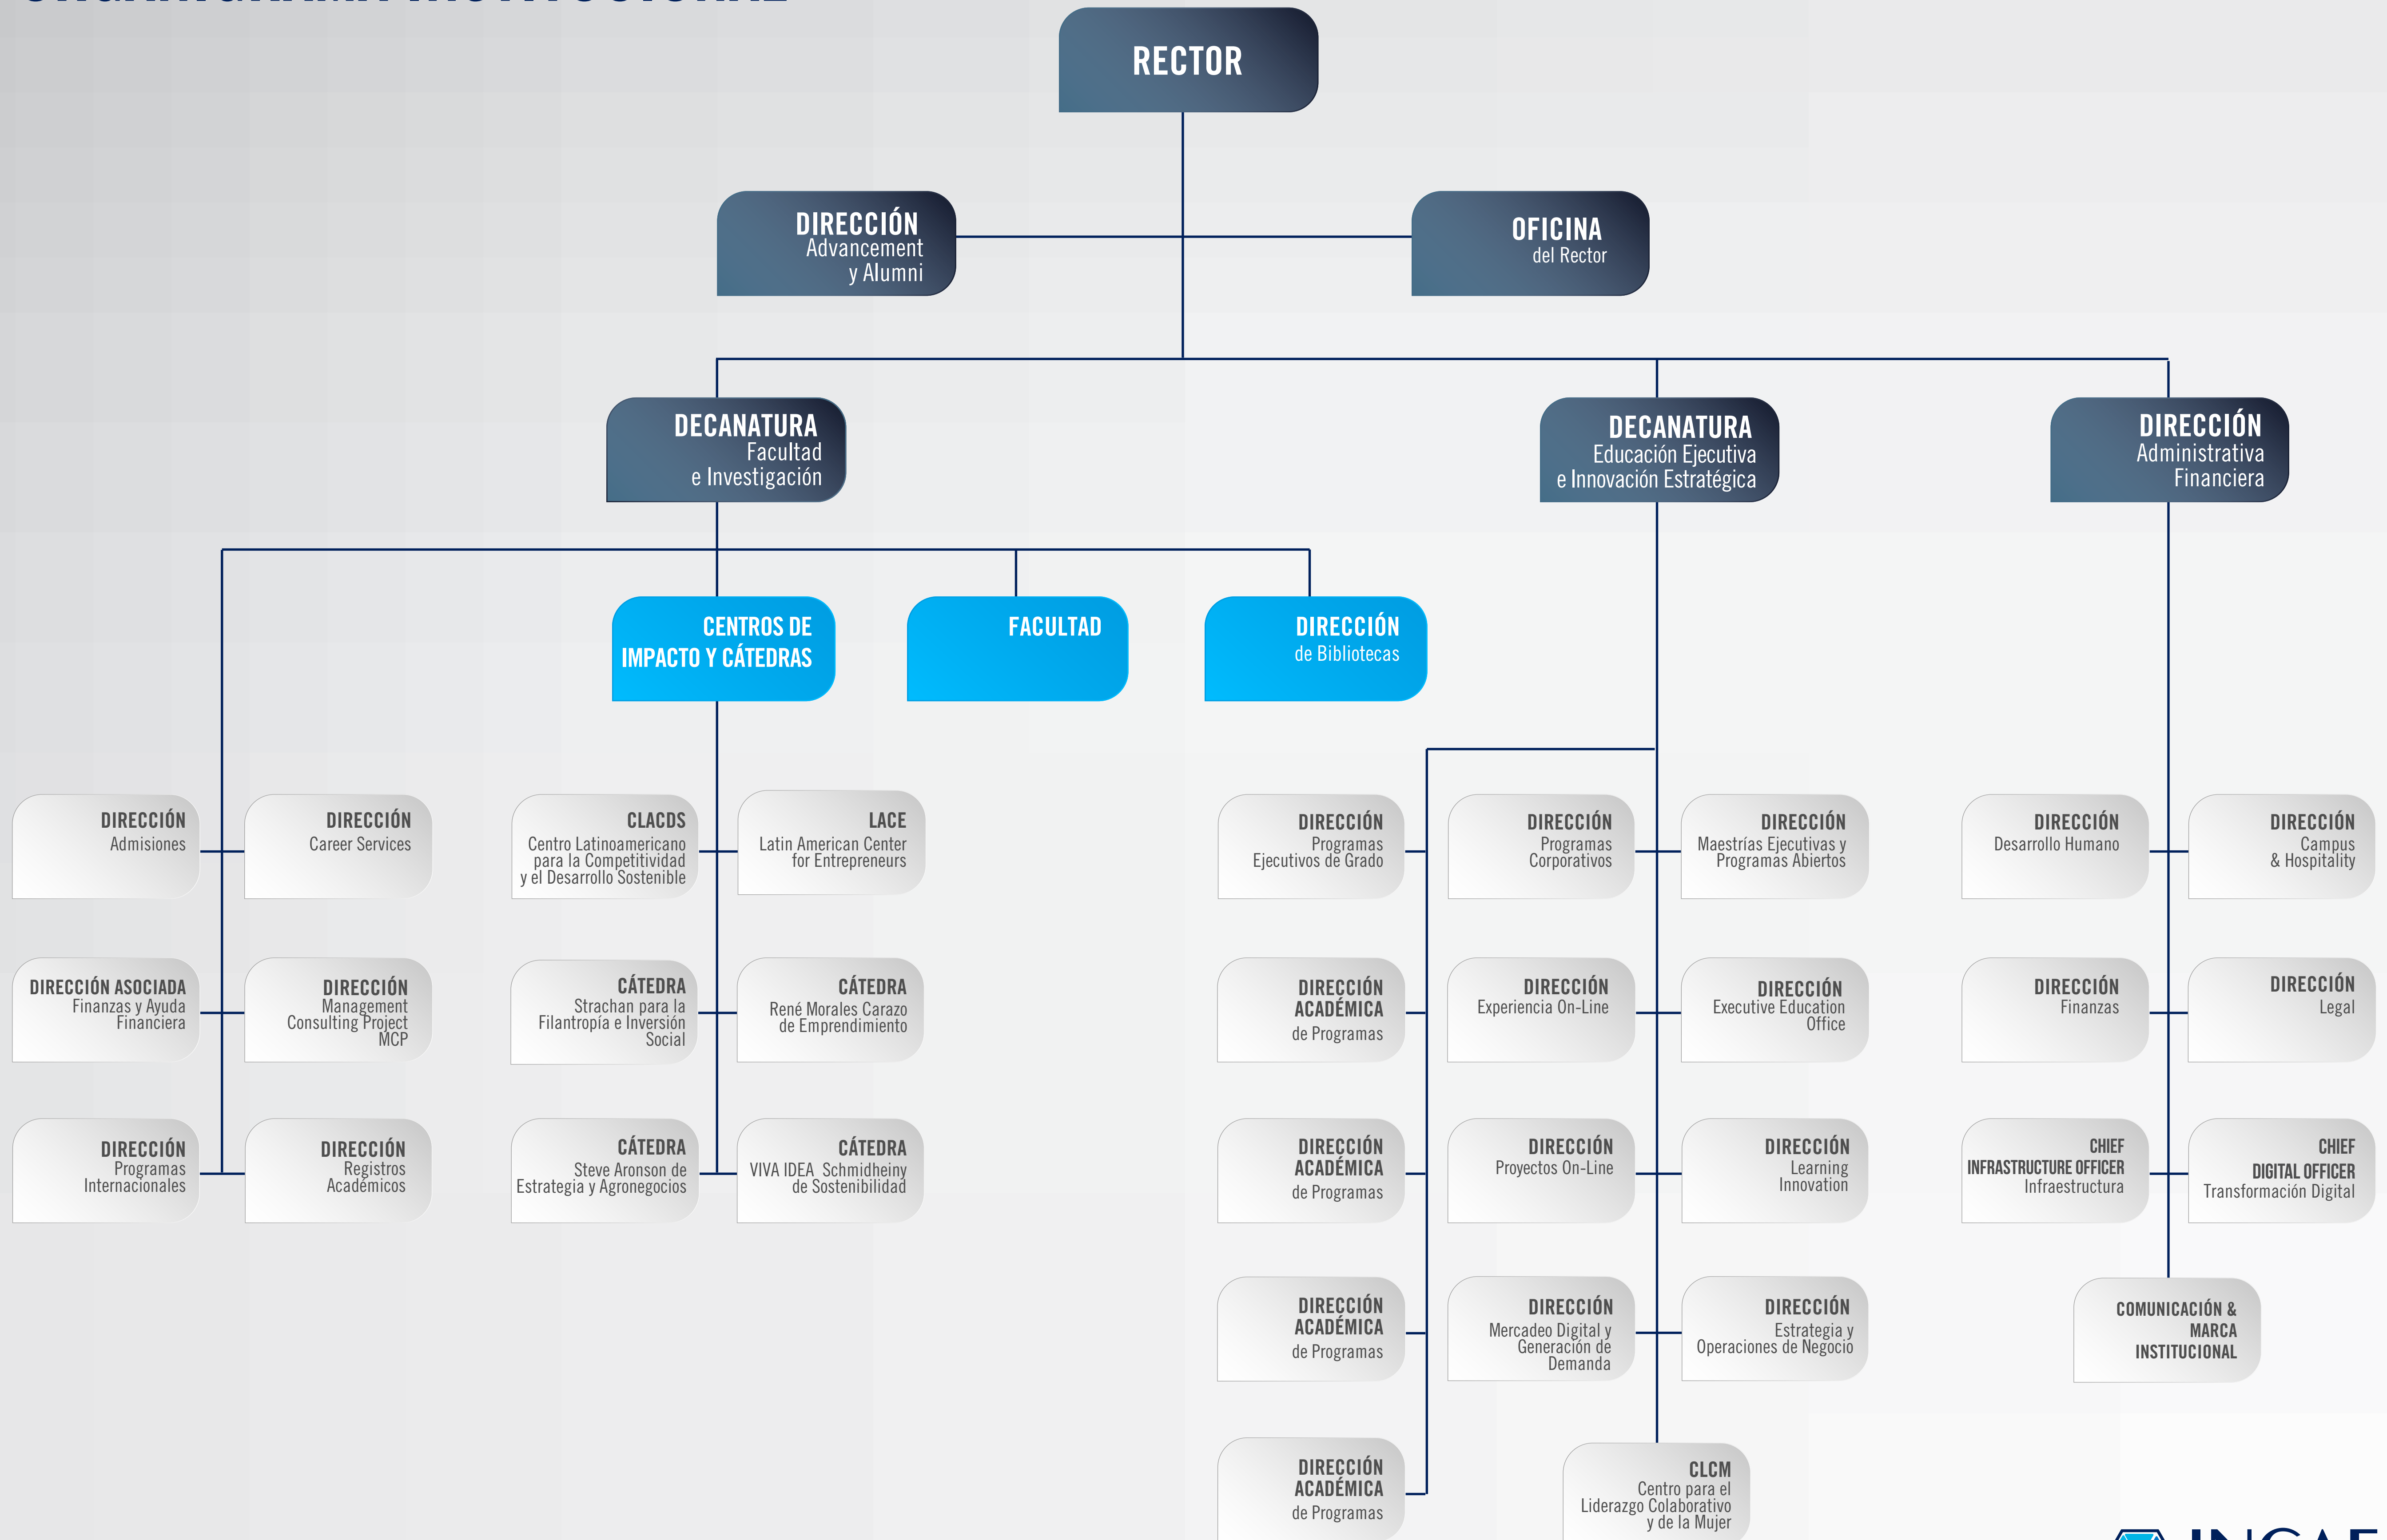 ORGANIGRAMA INSTITUCIONAL
RECTOR
DIRECCIÓN
Advancement
y Alumni
OFICINA
del Rector
DECANATURA
Facultad
e Investigación
DECANATURA
Educación Ejecutiva
e Innovación Estratégica
DIRECCIÓN
Administrativa
Financiera
CENTROS DE
IMPACTO Y CÁTEDRAS
FACULTAD
DIRECCIÓN
de Bibliotecas
DIRECCIÓN
Admisiones
DIRECCIÓN
Career Services
CLACDS
Centro Latinoamericano
para la Competitividad
y el Desarrollo Sostenible
LACE
Latin American Center
for Entrepreneurs
DIRECCIÓN
Programas
Ejecutivos de Grado
DIRECCIÓN
Programas
Corporativos
DIRECCIÓN
Maestrías Ejecutivas y
Programas Abiertos
DIRECCIÓN
Desarrollo Humano
DIRECCIÓN
Campus
& Hospitality
DIRECCIÓN ASOCIADA
Finanzas y Ayuda
Financiera
DIRECCIÓN
Management
Consulting Project
MCP
CÁTEDRA
Strachan para la
Filantropía e Inversión
Social
CÁTEDRA
René Morales Carazo
de Emprendimiento
DIRECCIÓN
ACADÉMICA
de Programas
DIRECCIÓN
Experiencia On-Line
DIRECCIÓN
Executive Education
Office
DIRECCIÓN
Finanzas
DIRECCIÓN
Legal
DIRECCIÓN
Programas
Internacionales
DIRECCIÓN
Registros
Académicos
CÁTEDRA
Steve Aronson de
Estrategia y Agronegocios
CÁTEDRA
VIVA IDEA Schmidheiny
de Sostenibilidad
DIRECCIÓN
ACADÉMICA
de Programas
DIRECCIÓN
Proyectos On-Line
DIRECCIÓN
Learning
Innovation
CHIEF
INFRASTRUCTURE OFFICER
Infraestructura
CHIEF
DIGITAL OFFICER
Transformación Digital
DIRECCIÓN
ACADÉMICA
de Programas
DIRECCIÓN
Mercadeo Digital y
Generación de
Demanda
DIRECCIÓN
Estrategia y
Operaciones de Negocio
COMUNICACIÓN &
MARCA
INSTITUCIONAL
DIRECCIÓN
ACADÉMICA
de Programas
CLCM
Centro para el
Liderazgo Colaborativo
y de la Mujer
INCAE